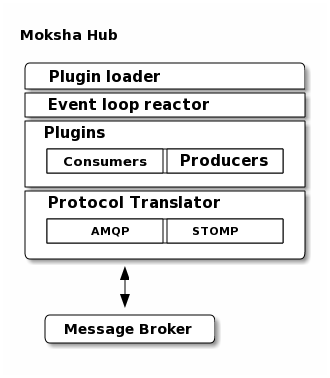 Moksha Hub
Plugin loader
Event loop reactor
Plugins
Consumers Producers
Protocol Translator
AMQP STOMP
Message Broker